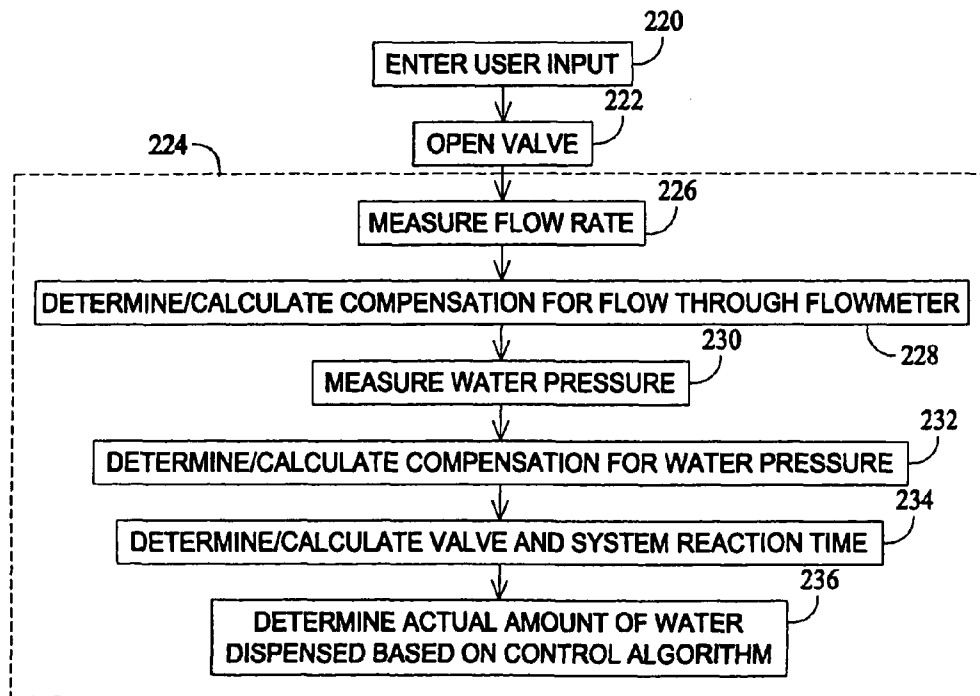 220
ENTER USER INPUT
222
OPEN VALVE
224
226
MEASURE FLOW RATE
DETERMINE/CALCULATE COMPENSATION FOR FLOW THROUGH FLOWMETER
228
230
MEASURE WATER PRESSURE
232
DETERMINE/CALCULATE COMPENSATION FOR WATER PRESSURE
234
DETERMINE/CALCULATE VALVE AND SYSTEM REACTION TIME
236
DETERMINE ACTUAL AMOUNT OF WATER
DISPENSED BASED ON CONTROL ALGORITHM